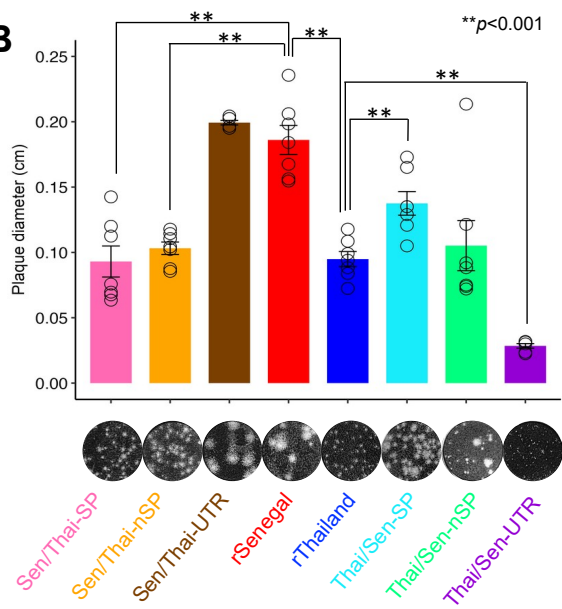 B
**p<0.001
**
**
**
**
**
Plaque diameter (cm)
0.25
0.20
0.15
0.10
0.05
0.00
Sen/Thai-SP
Sen/Thai-nSP
Sen/Thai-UTR
rSenegal
rThailand
Thai/Sen-SP
Thai/Sen-nSP
Thai/Sen-UTR